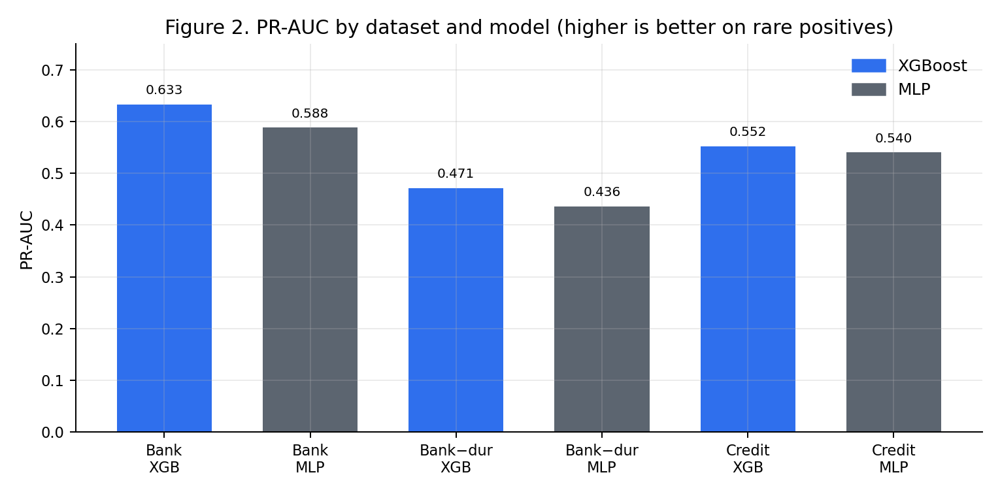 Figure 2. PR-AUC by dataset and model (higher is better on rare positives)
XGBoost
MLP
PR-AUC
0.7
0.6
0.5
0.4
0.3
0.2
0.1
0.0
0.633
0.588
0.471
0.436
0.552
0.540
Bank
XGB
Bank
MLP
Bank−dur
XGB
Bank−dur
MLP
Credit
XGB
Credit
MLP